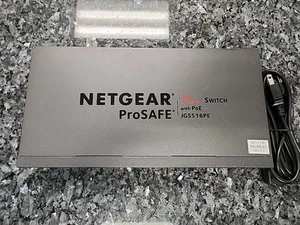 NETGEAR®
ProSAFE®
SWITCH
with PoE
JGS516PE